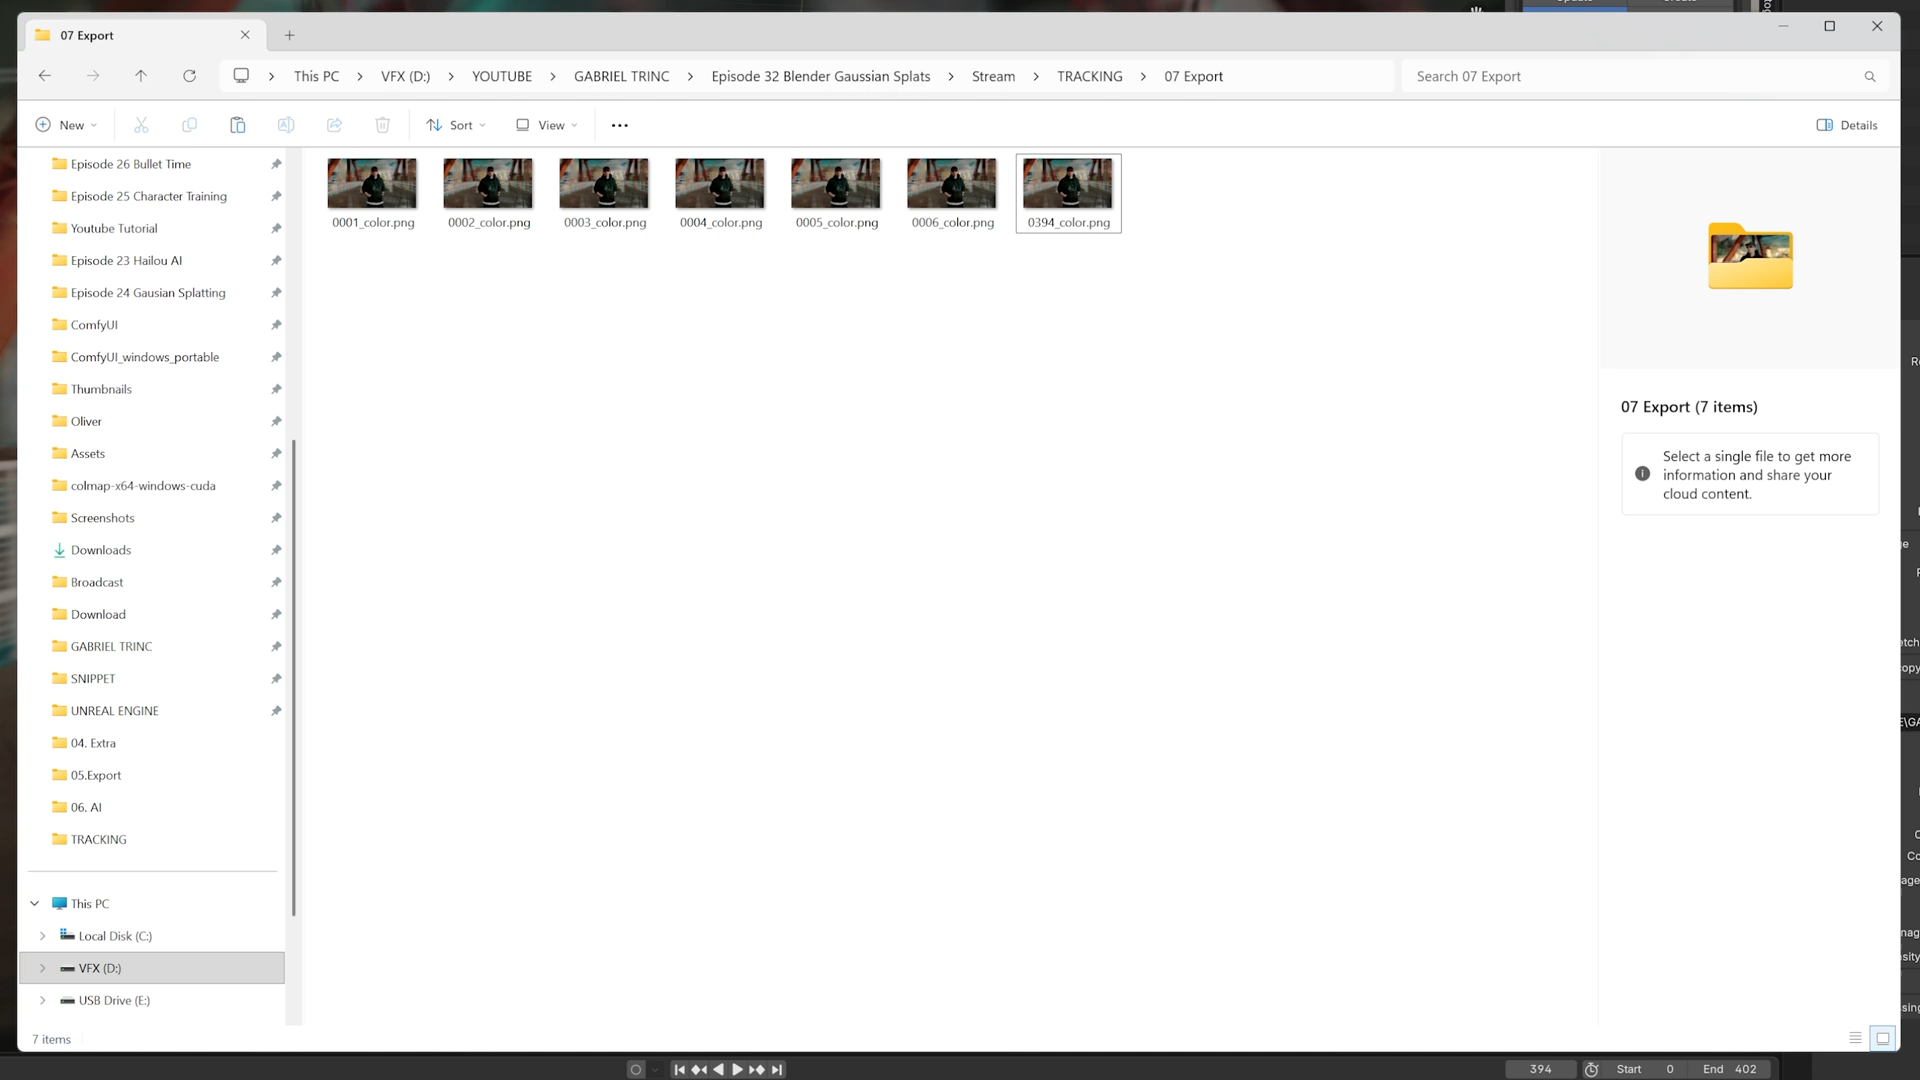 07 Export
This PC
VFX (D:)
YOUTUBE
GABRIEL TRINC
Episode 32 Blender Gaussian Splats
Stream
TRACKING
07 Export
Search 07 Export
New
Sort
View
Details
Episode 26 Bullet Time
Episode 25 Character Training
Youtube Tutorial
Episode 23 Hailou AI
Episode 24 Gausian Splatting
ComfyUI
ComfyUI_windows_portable
Thumbnails
Oliver
Assets
colmap-x64-windows-cuda
Screenshots
Downloads
Broadcast
Download
GABRIEL TRINC
SNIPPET
UNREAL ENGINE
04. Extra
05.Export
06. AI
TRACKING
This PC
Local Disk (C:)
VFX (D:)
USB Drive (E:)
7 items
0001_color.png
0002_color.png
0003_color.png
0004_color.png
0005_color.png
0006_color.png
0394_color.png
07 Export (7 items)
Select a single file to get more
information and share your
cloud content.
394
Start 0
End 402